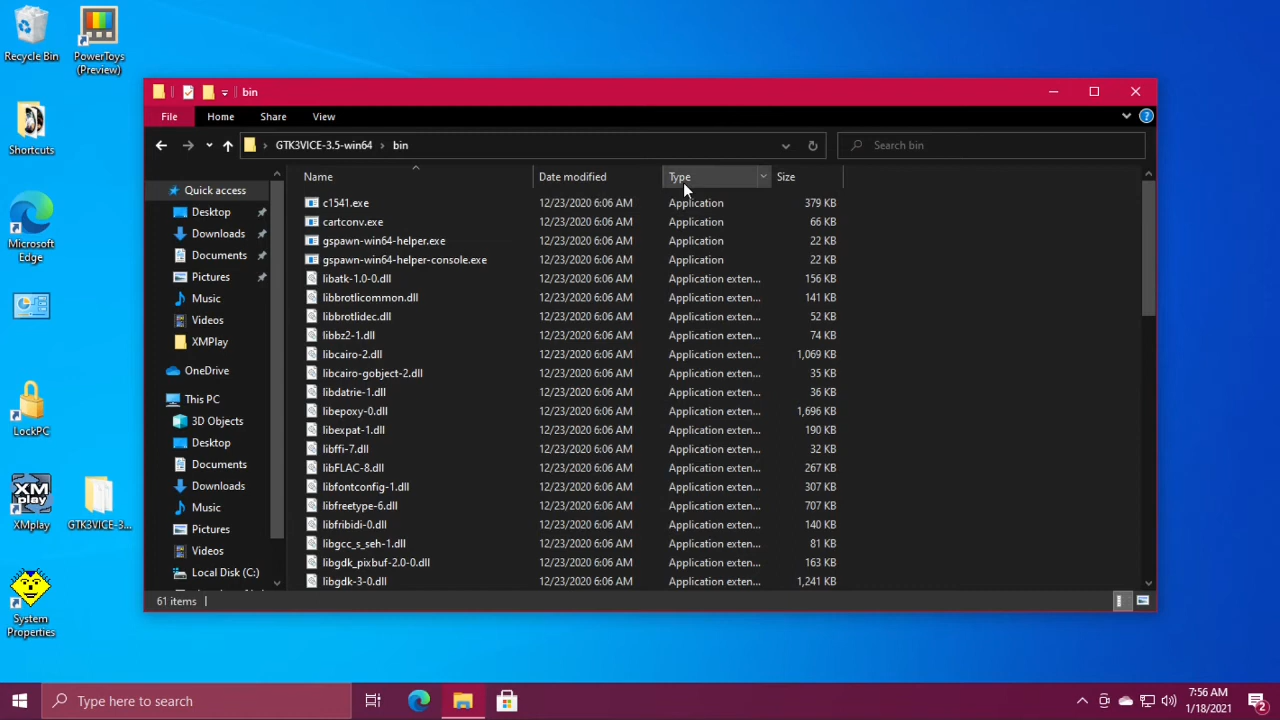 Recycle Bin
PowerToys
(Preview)
Shortcuts
Microsoft
Edge
LockPC
XM
play
XMplay
GTK3VICE-3...
System
Properties
bin
File Home Share View
GTK3VICE-3.5-win64 bin
Search bin
Name Date modified Type Size
Quick access
Desktop
Downloads
Documents
Pictures
Music
Videos
XMPlay
OneDrive
This PC
3D Objects
Desktop
Documents
Downloads
Music
Pictures
Videos
Local Disk (C:)
c1541.exe 12/23/2020 6:06 AM Application 379 KB
cartconv.exe 12/23/2020 6:06 AM Application 66 KB
gspawn-win64-helper.exe 12/23/2020 6:06 AM Application 22 KB
gspawn-win64-helper-console.exe 12/23/2020 6:06 AM Application 22 KB
libatk-1.0-0.dll 12/23/2020 6:06 AM Application exten... 156 KB
libbrotlicommon.dll 12/23/2020 6:06 AM Application exten... 141 KB
libbrotlidec.dll 12/23/2020 6:06 AM Application exten... 52 KB
libbz2-1.dll 12/23/2020 6:06 AM Application exten... 74 KB
libcairo-2.dll 12/23/2020 6:06 AM Application exten... 1,069 KB
libcairo-gobject-2.dll 12/23/2020 6:06 AM Application exten... 35 KB
libdatrie-1.dll 12/23/2020 6:06 AM Application exten... 36 KB
libepoxy-0.dll 12/23/2020 6:06 AM Application exten... 1,696 KB
libexpat-1.dll 12/23/2020 6:06 AM Application exten... 190 KB
libffi-7.dll 12/23/2020 6:06 AM Application exten... 32 KB
libFLAC-8.dll 12/23/2020 6:06 AM Application exten... 267 KB
libfontconfig-1.dll 12/23/2020 6:06 AM Application exten... 307 KB
libfreetype-6.dll 12/23/2020 6:06 AM Application exten... 707 KB
libfribidi-0.dll 12/23/2020 6:06 AM Application exten... 140 KB
libgcc_s_seh-1.dll 12/23/2020 6:06 AM Application exten... 81 KB
libgdk_pixbuf-2.0-0.dll 12/23/2020 6:06 AM Application exten... 163 KB
libgdk-3-0.dll 12/23/2020 6:06 AM Application exten... 1,241 KB
61 items
Type here to search
7:56 AM
1/18/2021
2